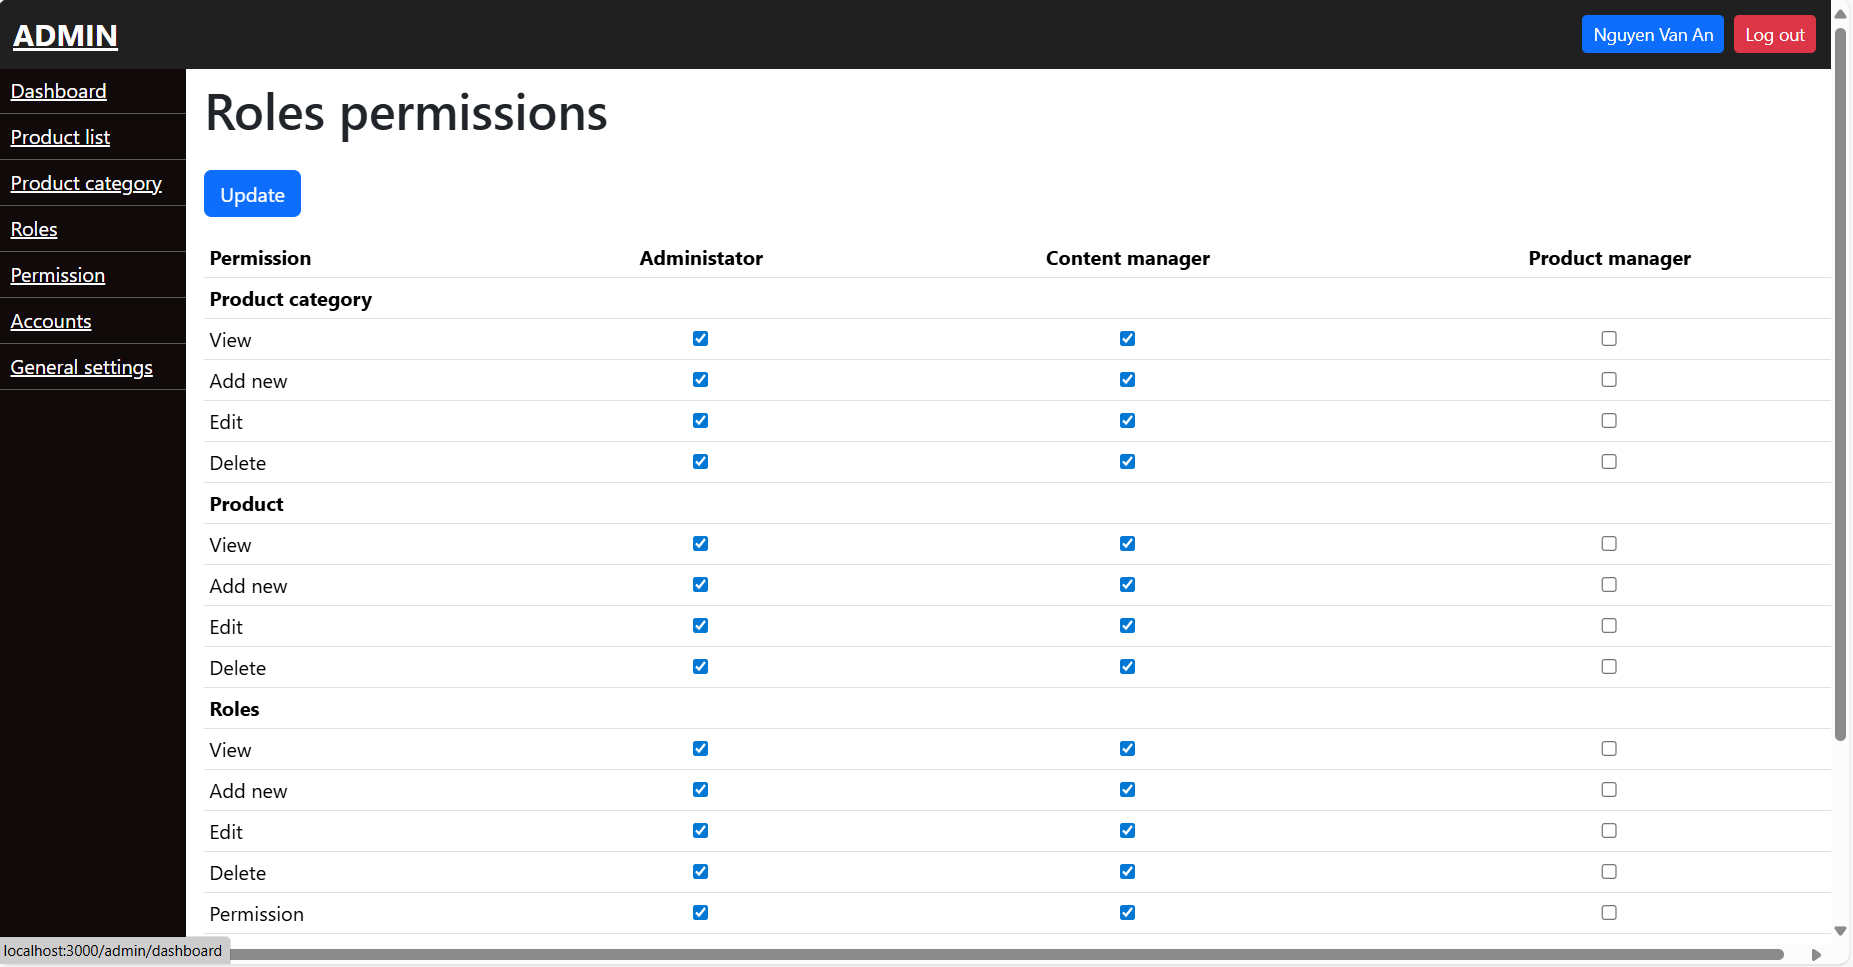 ADMIN
Nguyen Van An
Log out
Dashboard
Product list
Product category
Roles
Permission
Accounts
General settings
Roles permissions
Update
Permission Administator Content manager Product manager
Product category
View
Add new
Edit
Delete
Product
View
Add new
Edit
Delete
Roles
View
Add new
Edit
Delete
Permission
localhost:3000/admin/dashboard